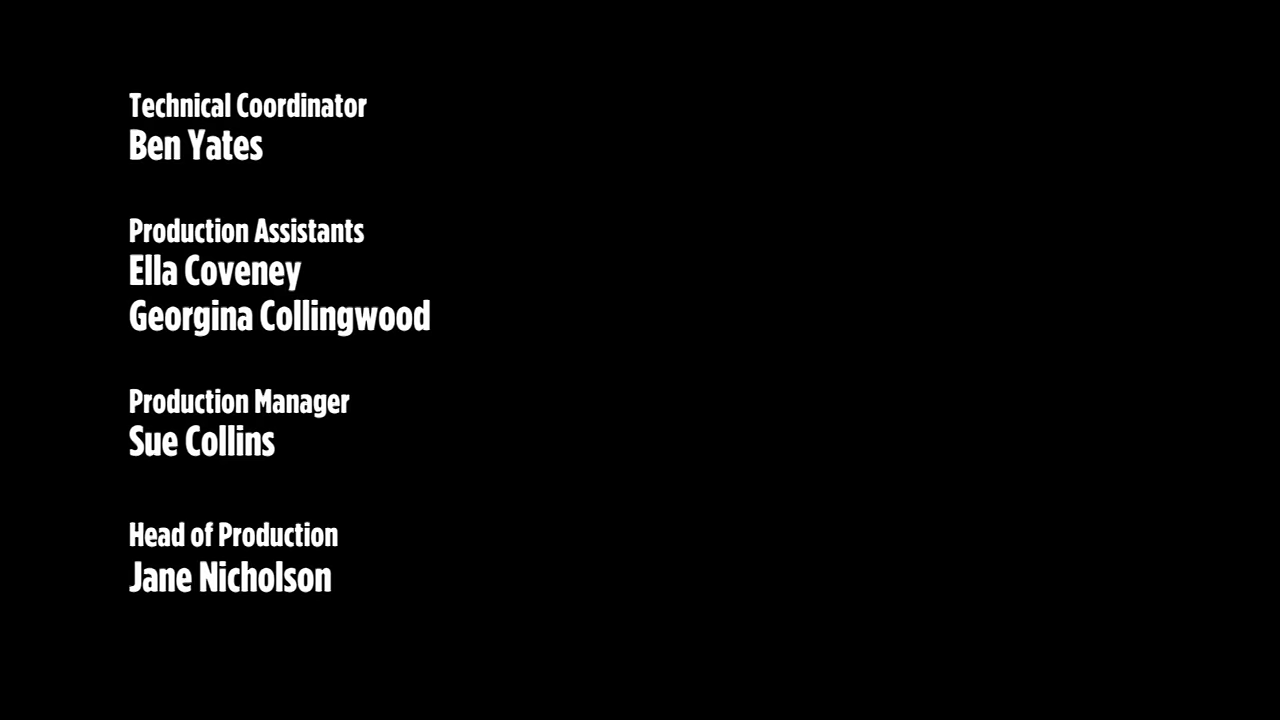 Technical Coordinator
Ben Yates
Production Assistants
Ella Coveney
Georgina Collingwood
Production Manager
Sue Collins
Head of Production
Jane Nicholson